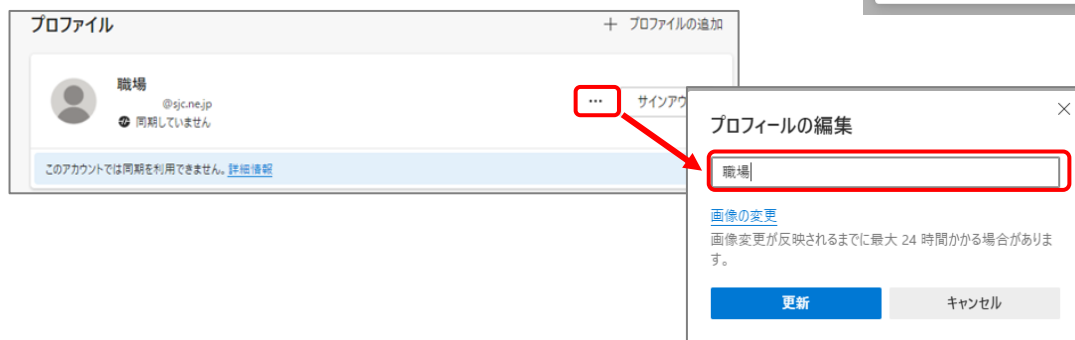 プロファイル
＋ プロファイルの追加
職場
@sjc.ne.jp
同期していません
… サインアウ
このアカウントでは同期を利用できません。詳細情報
プロフィールの編集
職場
画像の変更
画像変更が反映されるまでに最大 24 時間かかる場合がありま
す。
更新 キャンセル